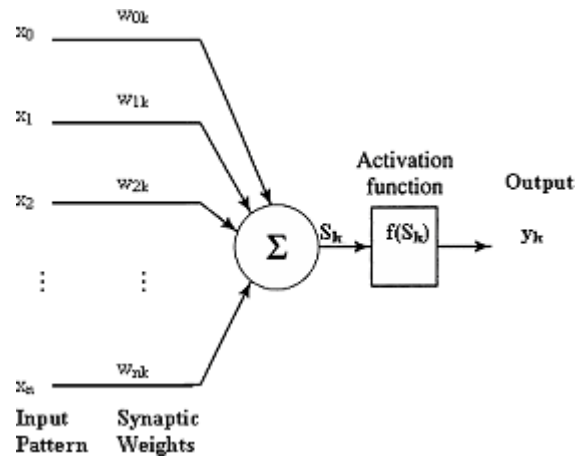 x₀ w₀ₖ
x₁ w₁ₖ
x₂ w₂ₖ
Activation
function
Output
Σ Sₖ f(Sₖ) yₖ
⋮ ⋮
xₙ wₙₖ
Input Synaptic
Pattern Weights